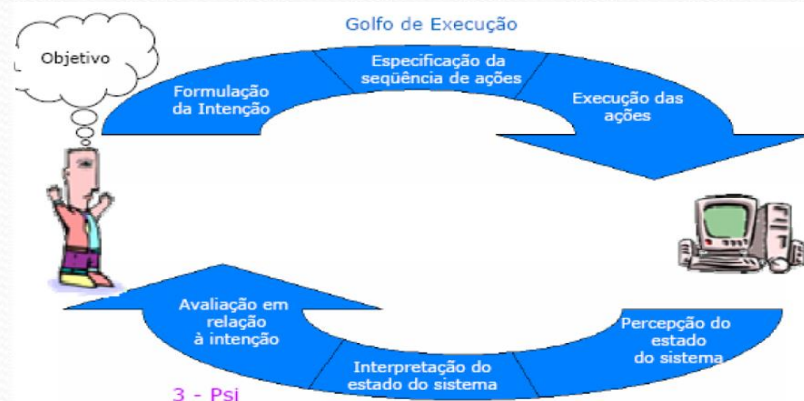 Golfo de Execução
Objetivo
Formulação
da Intenção
Especificação da
seqüência de ações
Execução das
ações
Avaliação em
relação
à intenção
Interpretação do
estado do sistema
Percepção do
estado
do sistema
3 - Psi